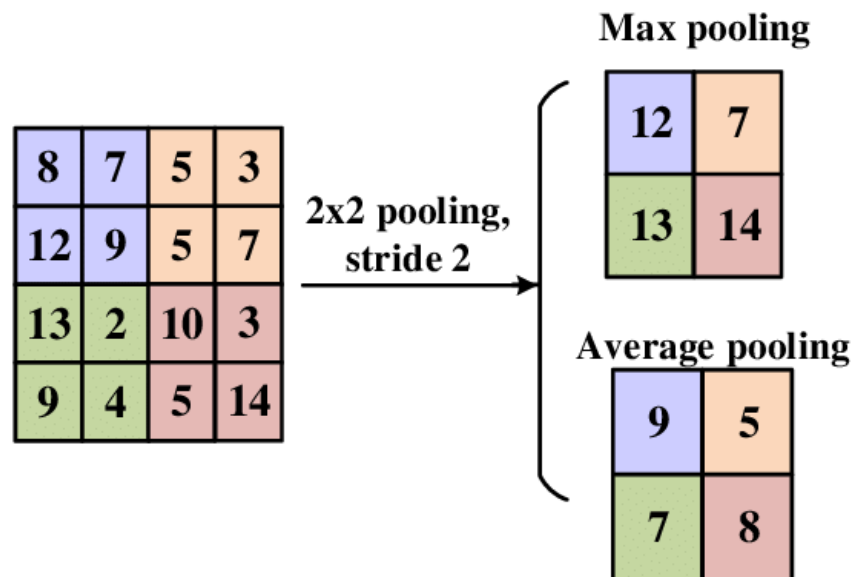 Max pooling
12 7
13 14
8 7 5 3
12 9 5 7
13 2 10 3
9 4 5 14
2x2 pooling,
stride 2
Average pooling
9 5
7 8